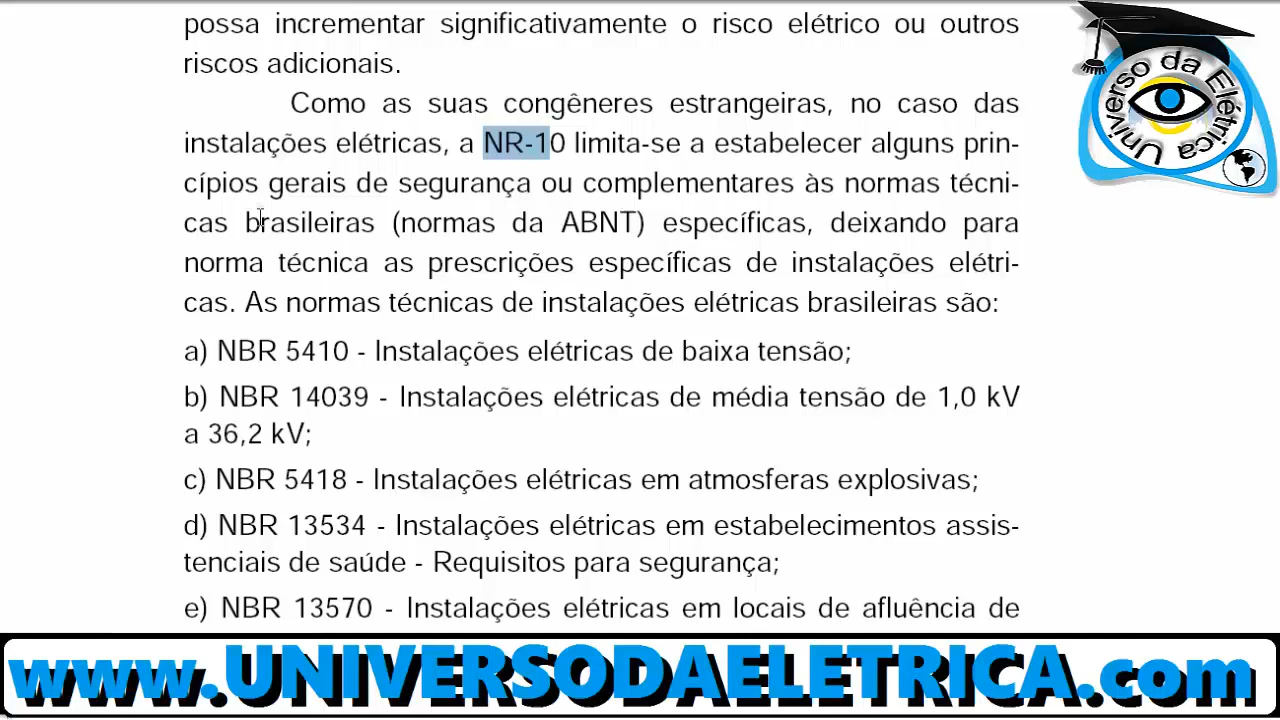 possa incrementar significativamente o risco elétrico ou outros
riscos adicionais.
Como as suas congêneres estrangeiras, no caso das
instalações elétricas, a NR-10 limita-se a estabelecer alguns prin-
cípios gerais de segurança ou complementares às normas técni-
cas brasileiras (normas da ABNT) específicas, deixando para
norma técnica as prescrições específicas de instalações elétri-
cas. As normas técnicas de instalações elétricas brasileiras são:
a) NBR 5410 - Instalações elétricas de baixa tensão;
b) NBR 14039 - Instalações elétricas de média tensão de 1,0 kV
a 36,2 kV;
c) NBR 5418 - Instalações elétricas em atmosferas explosivas;
d) NBR 13534 - Instalações elétricas em estabelecimentos assis-
tenciais de saúde - Requisitos para segurança;
e) NBR 13570 - Instalações elétricas em locais de afluência de
Universo da Elétrica
www.UNIVERSODAELETRICA.com